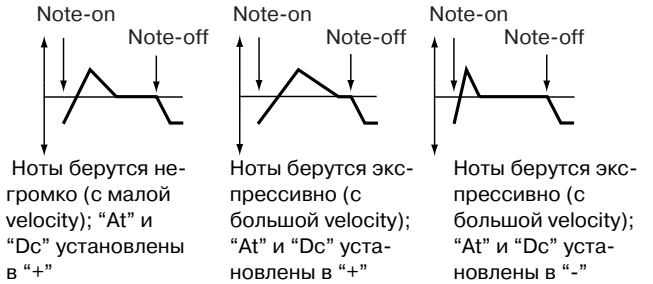 Note-on
Note-off
Ноты берутся не-
громко (с малой
velocity); “At” и
“Dc” установлены
в “+”
Note-on
Note-off
Ноты берутся экс-
прессивно (с
большой velocity);
“At” и “Dc” уста-
новлены в “+”
Note-on
Note-off
Ноты берутся экс-
прессивно (с
большой velocity);
“At” и “Dc” уста-
новлены в “-”